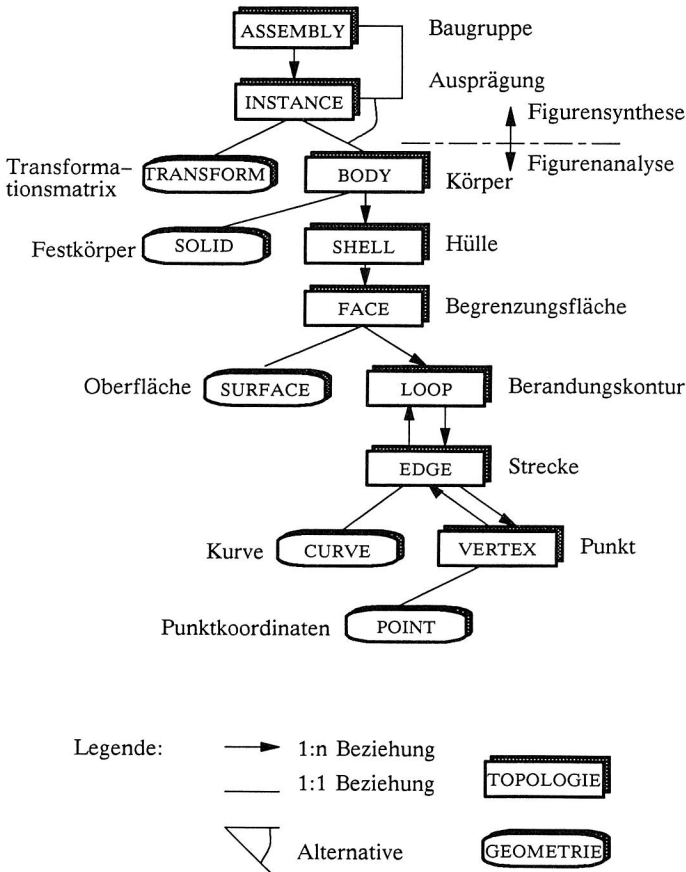 ASSEMBLY Baugruppe
INSTANCE Ausprägung
Figurensynthese
Transforma-
tionsmatrix
TRANSFORM
BODY Körper
Figurenanalyse
Festkörper SOLID
SHELL Hülle
FACE Begrenzungsfläche
Oberfläche SURFACE
LOOP Berandungskontur
EDGE Strecke
Kurve CURVE
VERTEX Punkt
Punktkoordinaten POINT
Legende:
1:n Beziehung
1:1 Beziehung
TOPOLOGIE
Alternative
GEOMETRIE